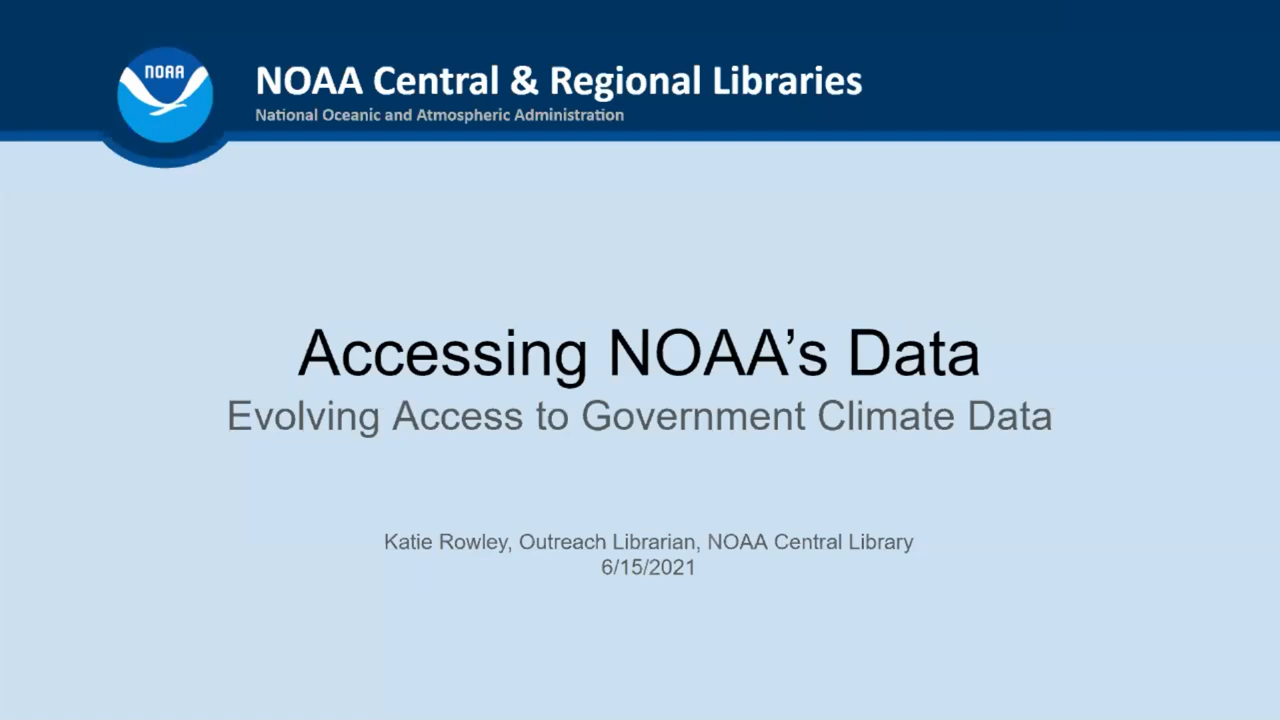 NOAA
NOAA Central & Regional Libraries
National Oceanic and Atmospheric Administration
Accessing NOAA’s Data
Evolving Access to Government Climate Data
Katie Rowley, Outreach Librarian, NOAA Central Library
6/15/2021